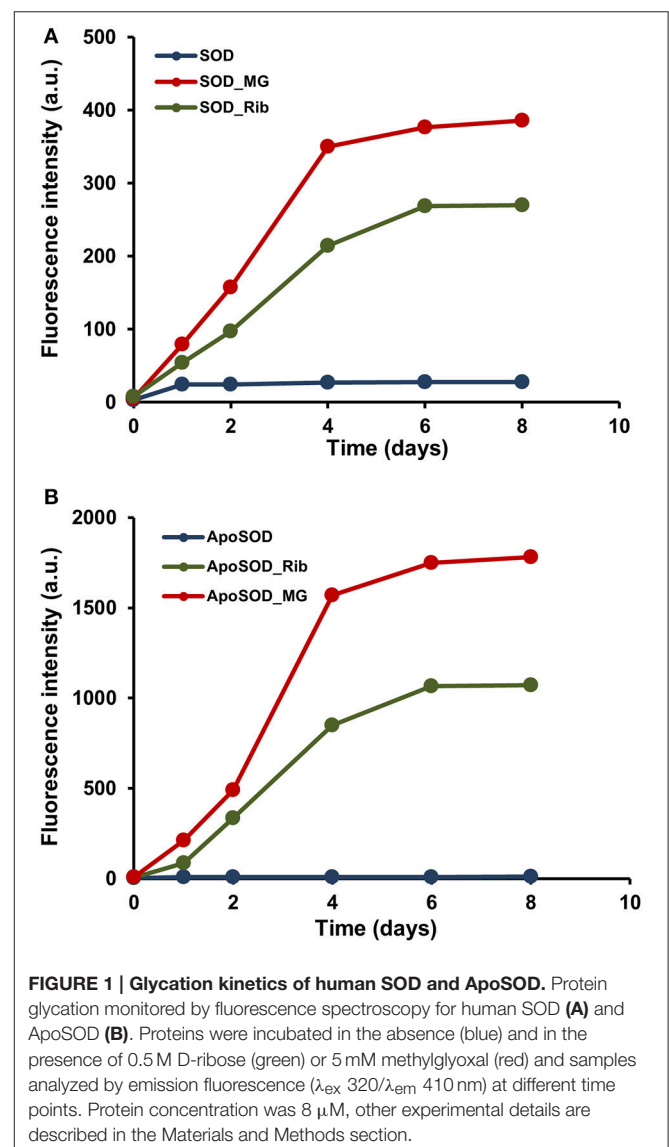 A
500
400
300
200
100
0
Fluorescence intensity (a.u.)
SOD
SOD_MG
SOD_Rib
0 2 4 6 8 10
Time (days)
B
2000
1500
1000
500
0
Fluorescence intensity (a.u.)
ApoSOD
ApoSOD_Rib
ApoSOD_MG
0 2 4 6 8 10
Time (days)
FIGURE 1 | Glycation kinetics of human SOD and ApoSOD. Protein
glycation monitored by fluorescence spectroscopy for human SOD (A) and
ApoSOD (B). Proteins were incubated in the absence (blue) and in the
presence of 0.5 M D-ribose (green) or 5 mM methylglyoxal (red) and samples
analyzed by emission fluorescence (λex 320/λem 410 nm) at different time
points. Protein concentration was 8 μM, other experimental details are
described in the Materials and Methods section.